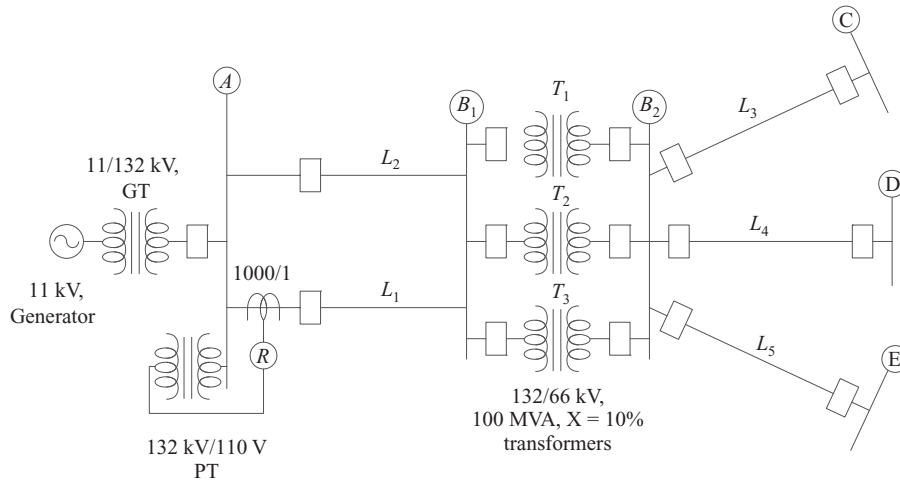 C
A
B₁
T₁
B₂
L₃
11/132 kV,
GT
L₂
D
T₂
L₄
1000/1
11 kV,
Generator
L₁
T₃
R
L₅
E
132/66 kV,
100 MVA, X = 10%
transformers
132 kV/110 V
PT